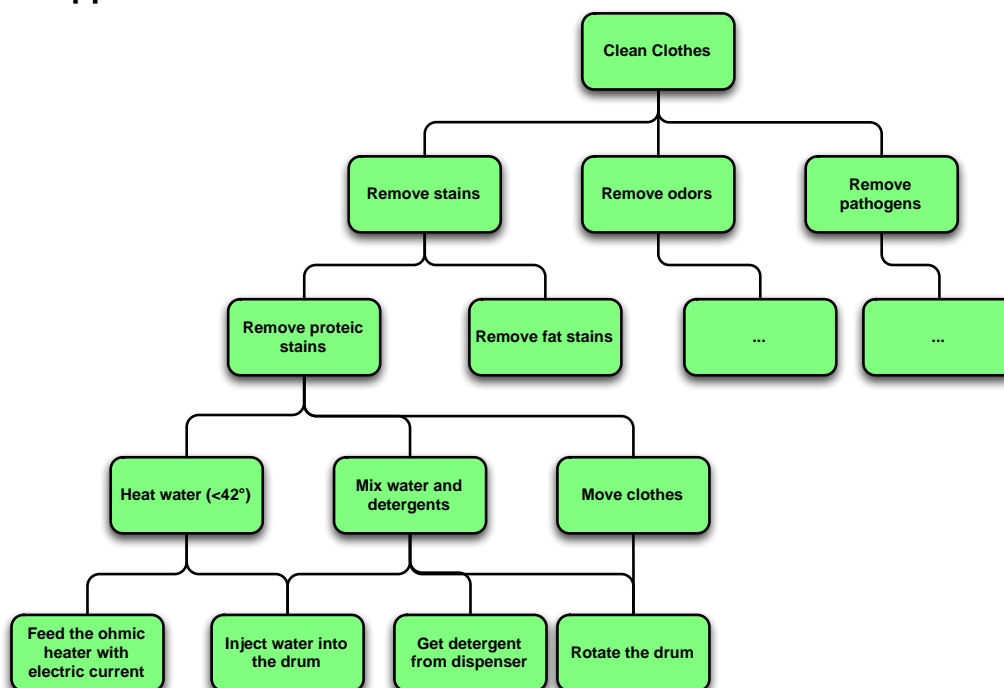 Clean Clothes
Remove stains
Remove odors
Remove
pathogens
Remove proteic
stains
Remove fat stains
...
...
Heat water (<42°)
Mix water and
detergents
Move clothes
Feed the ohmic
heater with
electric current
Inject water into
the drum
Get detergent
from dispenser
Rotate the drum